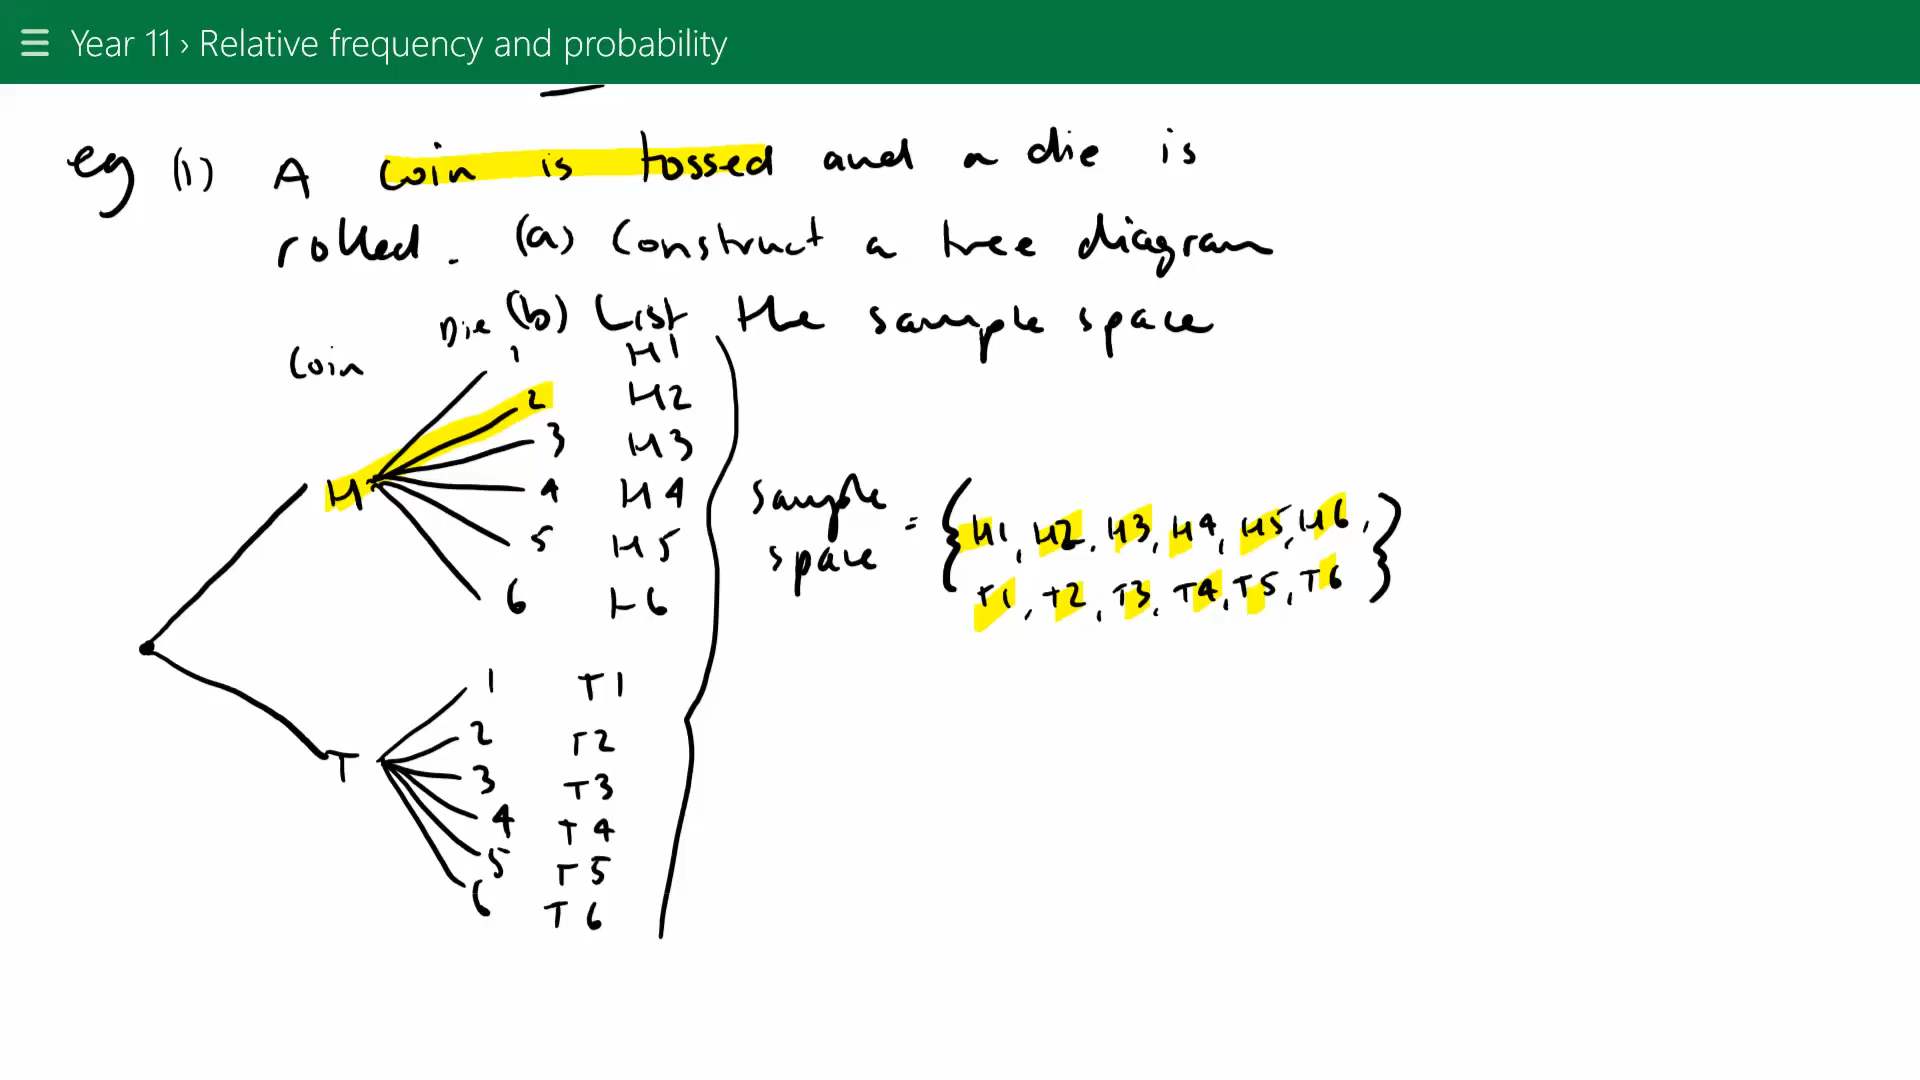 Year 11 › Relative frequency and probability
eg (1) A coin is tossed and a die is
rolled. (a) Construct a tree diagram
(b) List the sample space
Coin Die
1 H1
2 H2
3 H3
H 4 H4
5 H5
6 H6
1 T1
2 T2
T 3 T3
4 T4
5 T5
6 T6
sample
space = { H1, H2, H3, H4, H5, H6,
T1, T2, T3, T4, T5, T6 }